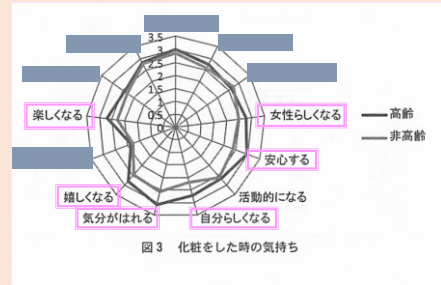 3.5
3
2.5
2
1.5
1
0.5
0
女性らしくなる
安心する
活動的になる
自分らしくなる
気分がはれる
嬉しくなる
楽しくなる
高齢
非高齢
図3 化粧をした時の気持ち